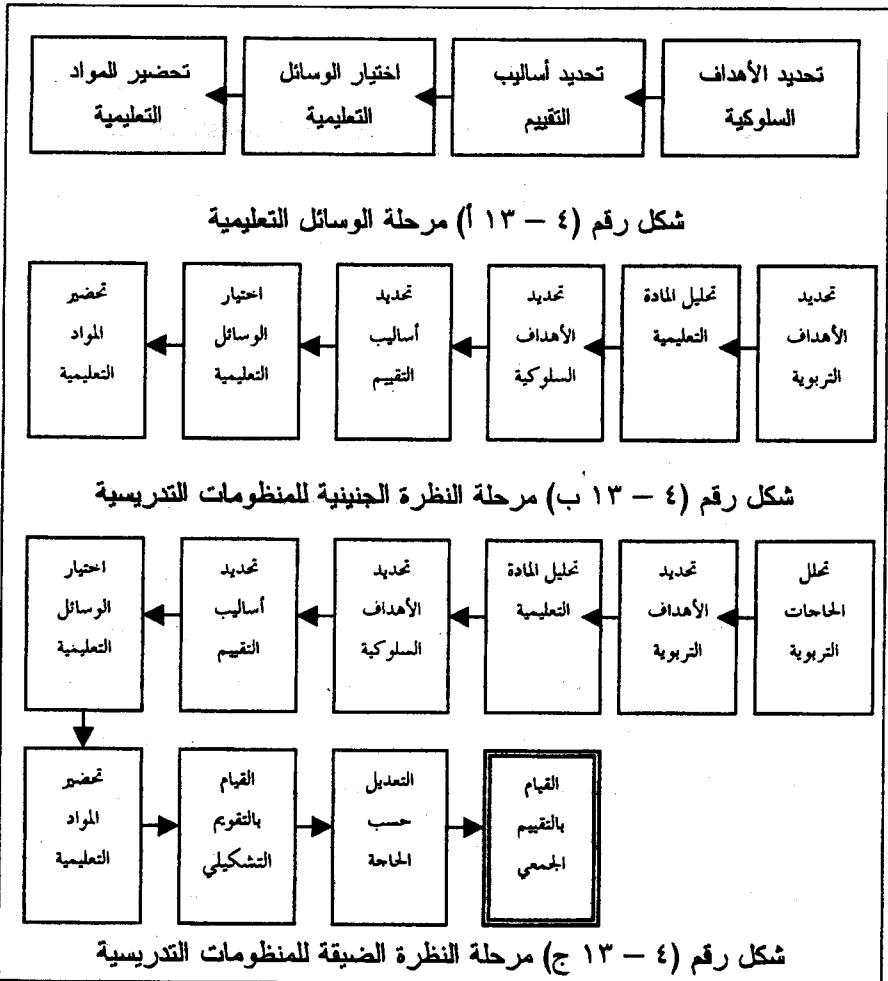 تحديد الأهداف
السلوكية
تحديد أساليب
التقييم
اختيار الوسائل
التعليمية
تحضير للمواد
التعليمية
شكل رقم (٤ – ١٣ أ) مرحلة الوسائل التعليمية
تحديد
الأهداف
التربوية
تحليل المادة
التعليمية
تحديد
الأهداف
السلوكية
تحديد
أساليب
التقييم
اختيار
الوسائل
التعليمية
تحضير
المواد
التعليمية
شكل رقم (٤ – ١٣ ب) مرحلة النظرة الجنينية للمنظومات التدريسية
تحلل
الحاجات
التربوية
تحديد
الأهداف
التربوية
تحليل المادة
التعليمية
تحديد
الأهداف
السلوكية
تحديد
أساليب
التقييم
اختيار
الوسائل
التعليمية
تحضير
المواد
التعليمية
القيام
بالتقويم
التشكيلي
التعديل
حسب
الحاجة
القيام
بالتقييم
الجمعي
شكل رقم (٤ – ١٣ ج) مرحلة النظرة الضيقة للمنظومات التدريسية